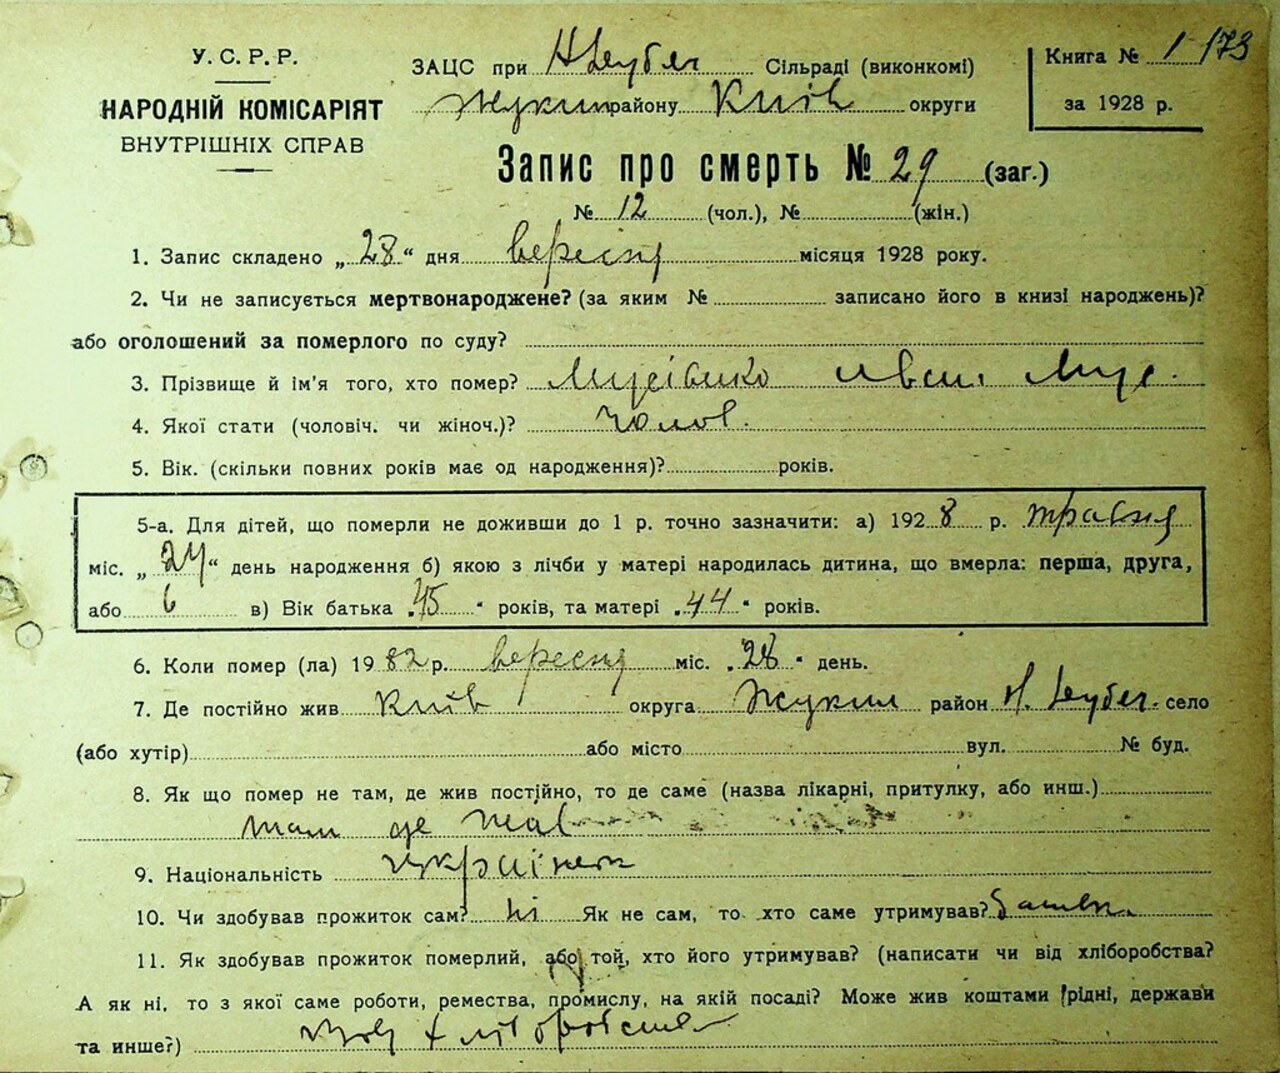 У. С. Р. Р.
НАРОДНІЙ КОМІСАРІЯТ
ВНУТРІШНІХ СПРАВ
ЗАЦС при Сільраді (виконкомі)
Жукин району Київ округи
Книга № 1 173
за 1928 р.
Запис про смерть № 29 (заг.)
№ 12 (чол.), № (жін.)
1. Запис складено „28“ дня вересня місяця 1928 року.
2. Чи не записується мертвонароджене? (за яким № записано його в книзі народжень)?
або оголошений за померлого по суду?
3. Прізвище й ім'я того, хто помер? Мусієнко Иван Мус.
4. Якої стати (чоловіч. чи жіноч.)? чолов.
5. Вік. (скільки повних років має од народження)? років.
5-а. Для дітей, що померли не доживши до 1 р. точно зазначити: а) 1928 р. травня
міс. „24“ день народження б) якою з лічби у матері народилась дитина, що вмерла: перша, друга,
або 6 в) Вік батька „45“ років, та матері „44“ років.
6. Коли помер (ла) 1982 р. вересня міс. „28“ день.
7. Де постійно жив Київ округа Жукин район село
(або хутір) або місто вул. № буд.
8. Як що помер не там, де жив постійно, то де саме (назва лікарні, притулку, або инш.)
там де жив
9. Національність українец
10. Чи здобував прожиток сам? ні Як не сам, то хто саме утримував? батьки
11. Як здобував прожиток померлий, або той, хто його утримував? (написати чи від хліборобства?
А як ні, то з якої саме роботи, ремества, промислу, на якій посаді? Може жив коштами рідні, держави
та инше?) від хліборобства